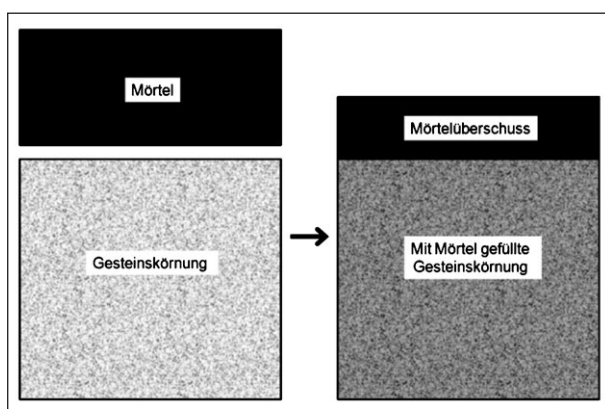 Mörtel
Gesteinskörnung
Mörtelüberschuss
Mit Mörtel gefüllte
Gesteinskörnung